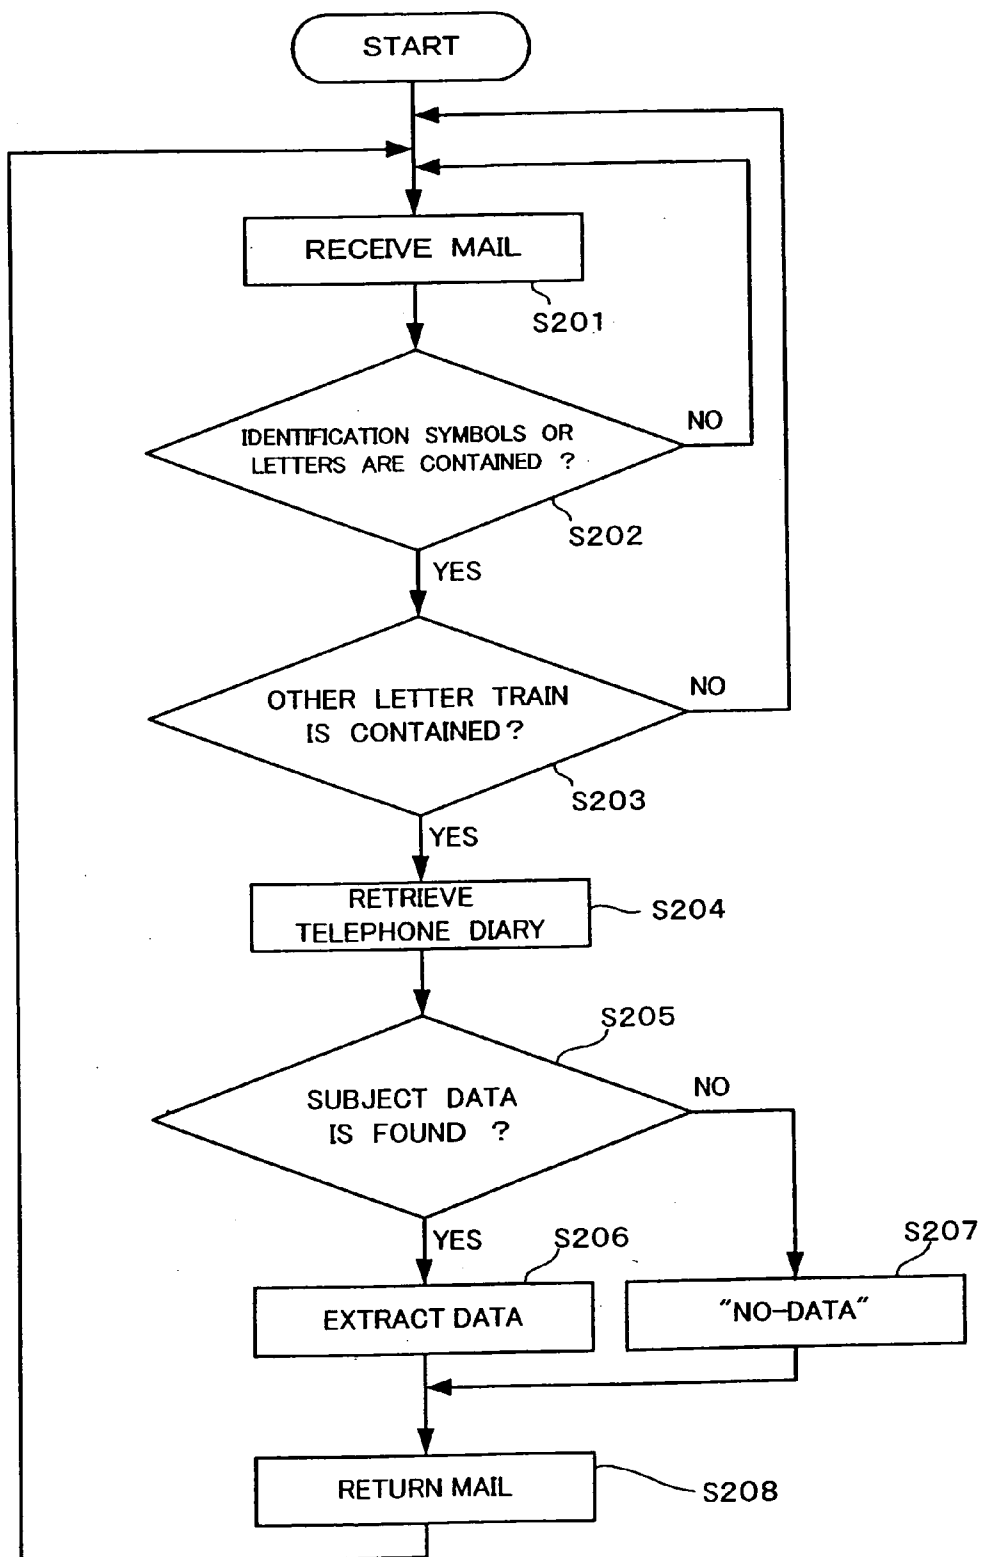 START
RECEIVE MAIL
S201
IDENTIFICATION SYMBOLS OR
LETTERS ARE CONTAINED ?
NO
S202
YES
OTHER LETTER TRAIN
IS CONTAINED?
NO
S203
YES
RETRIEVE
TELEPHONE DIARY
S204
S205
SUBJECT DATA
IS FOUND ?
NO
YES
S206
S207
EXTRACT DATA
"NO-DATA"
RETURN MAIL
S208